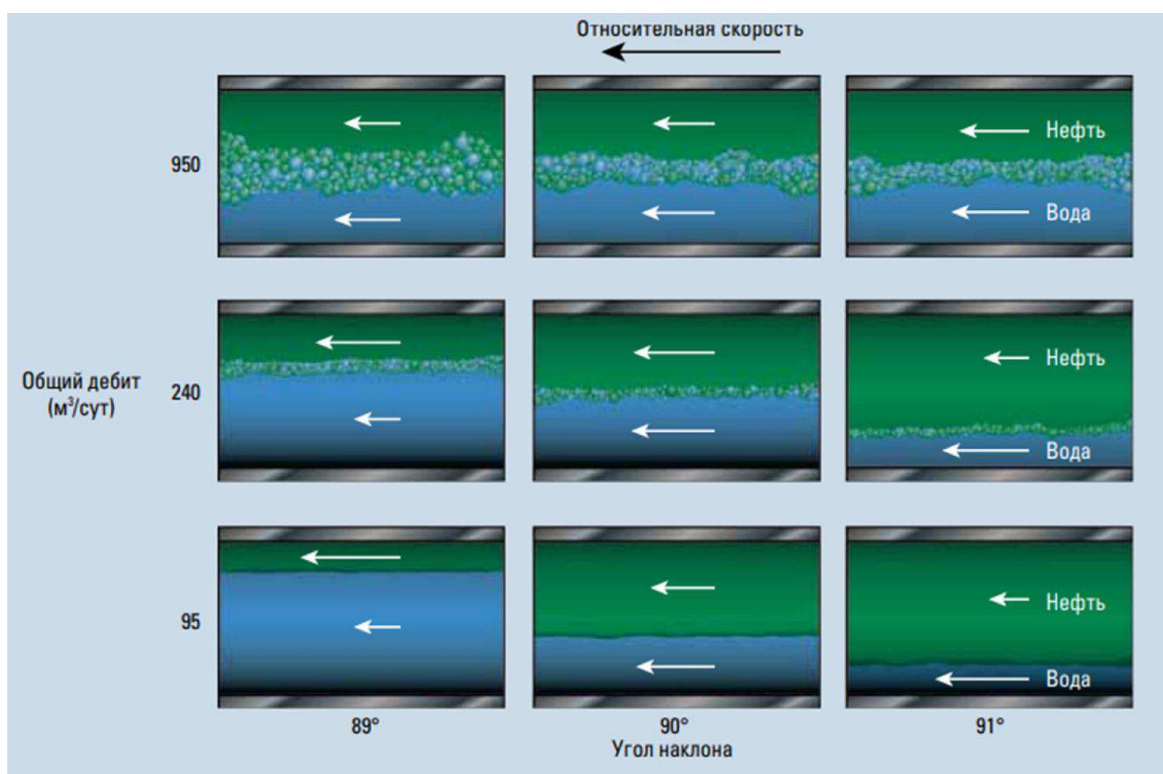 Относительная скорость
950
Нефть
Вода
Общий дебит
(м³/сут)
240
Нефть
Вода
95
Нефть
Вода
89°
90°
91°
Угол наклона